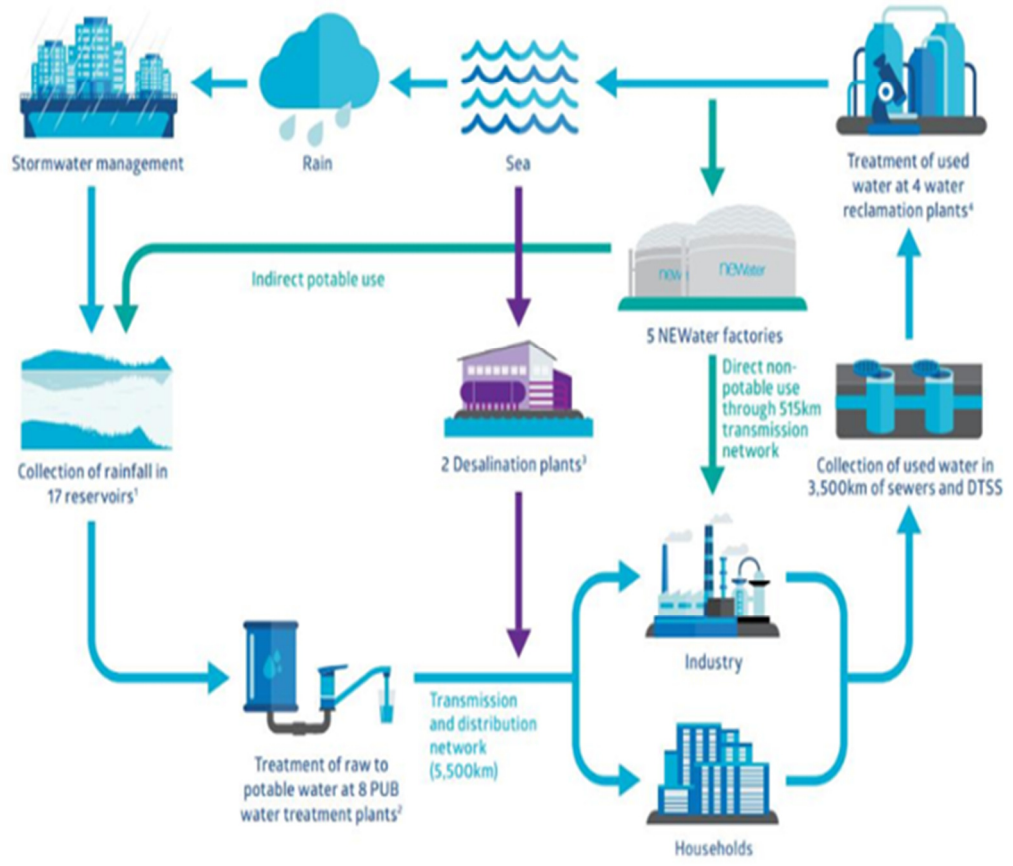 Stormwater management
Rain
Sea
Treatment of used
water at 4 water
reclamation plants⁴
Indirect potable use
newa
neWater
5 NEWater factories
Direct non-
potable use
through 515km
transmission
network
Collection of rainfall in
17 reservoirs¹
2 Desalination plants³
Collection of used water in
3,500km of sewers and DTSS
Industry
Transmission
and distribution
network
(5,500km)
Treatment of raw to
potable water at 8 PUB
water treatment plants²
Households